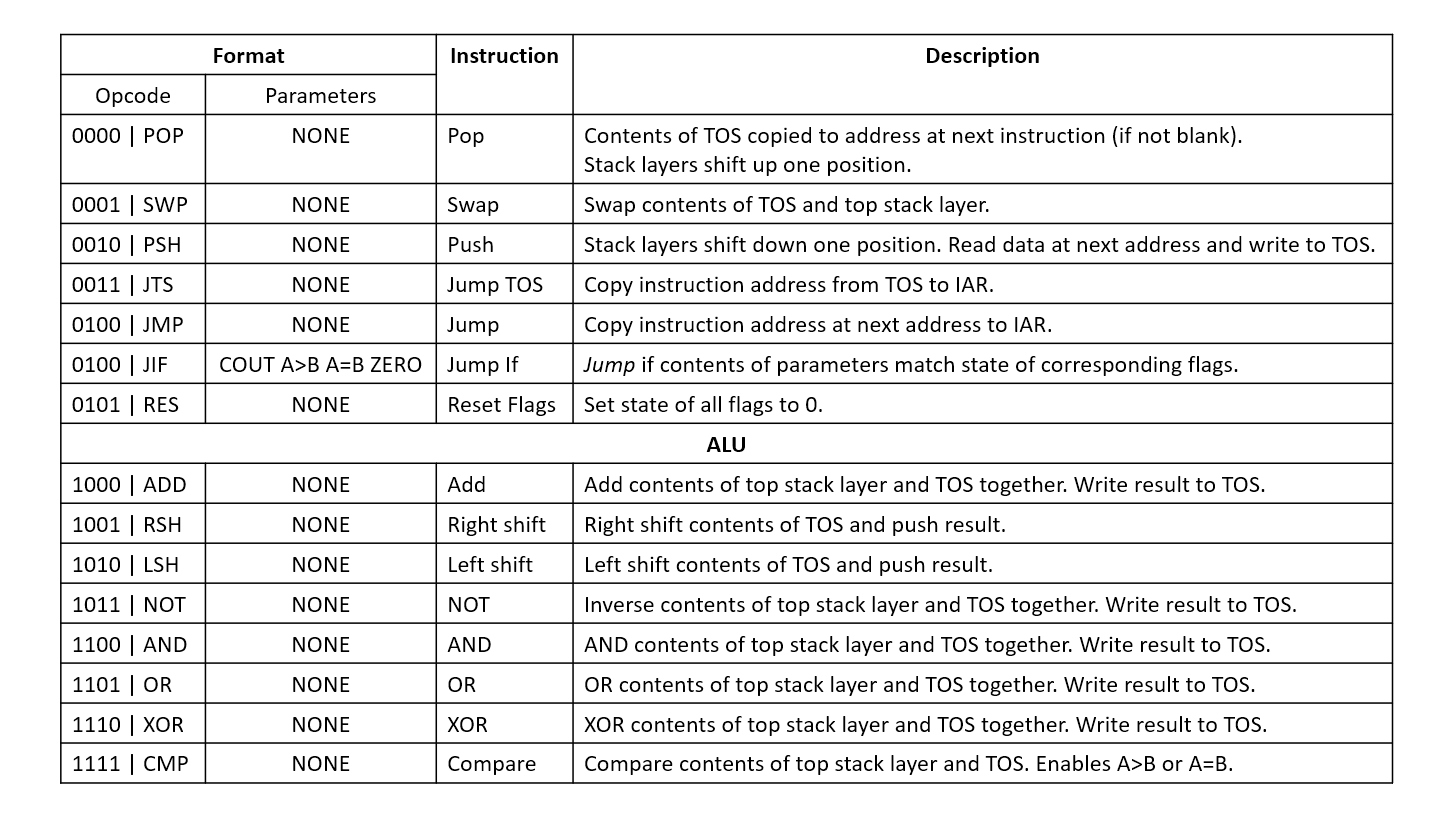 Format Instruction Description
Opcode Parameters
0000 | POP NONE Pop Contents of TOS copied to address at next instruction (if not blank).
Stack layers shift up one position.
0001 | SWP NONE Swap Swap contents of TOS and top stack layer.
0010 | PSH NONE Push Stack layers shift down one position. Read data at next address and write to TOS.
0011 | JTS NONE Jump TOS Copy instruction address from TOS to IAR.
0100 | JMP NONE Jump Copy instruction address at next address to IAR.
0100 | JIF COUT A>B A=B ZERO Jump If Jump if contents of parameters match state of corresponding flags.
0101 | RES NONE Reset Flags Set state of all flags to 0.
ALU
1000 | ADD NONE Add Add contents of top stack layer and TOS together. Write result to TOS.
1001 | RSH NONE Right shift Right shift contents of TOS and push result.
1010 | LSH NONE Left shift Left shift contents of TOS and push result.
1011 | NOT NONE NOT Inverse contents of top stack layer and TOS together. Write result to TOS.
1100 | AND NONE AND AND contents of top stack layer and TOS together. Write result to TOS.
1101 | OR NONE OR OR contents of top stack layer and TOS together. Write result to TOS.
1110 | XOR NONE XOR XOR contents of top stack layer and TOS together. Write result to TOS.
1111 | CMP NONE Compare Compare contents of top stack layer and TOS. Enables A>B or A=B.